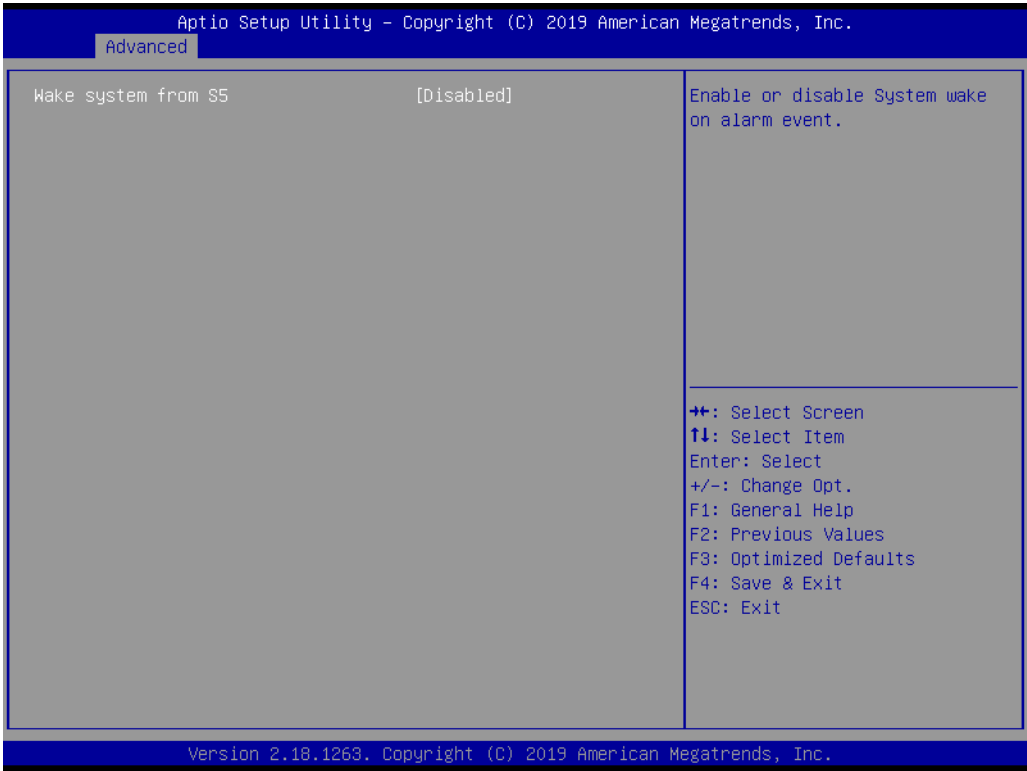 Aptio Setup Utility – Copyright (C) 2019 American Megatrends, Inc.
Advanced
Wake system from S5 [Disabled]
Enable or disable System wake
on alarm event.
→←: Select Screen
↑↓: Select Item
Enter: Select
+/-: Change Opt.
F1: General Help
F2: Previous Values
F3: Optimized Defaults
F4: Save & Exit
ESC: Exit
Version 2.18.1263. Copyright (C) 2019 American Megatrends, Inc.